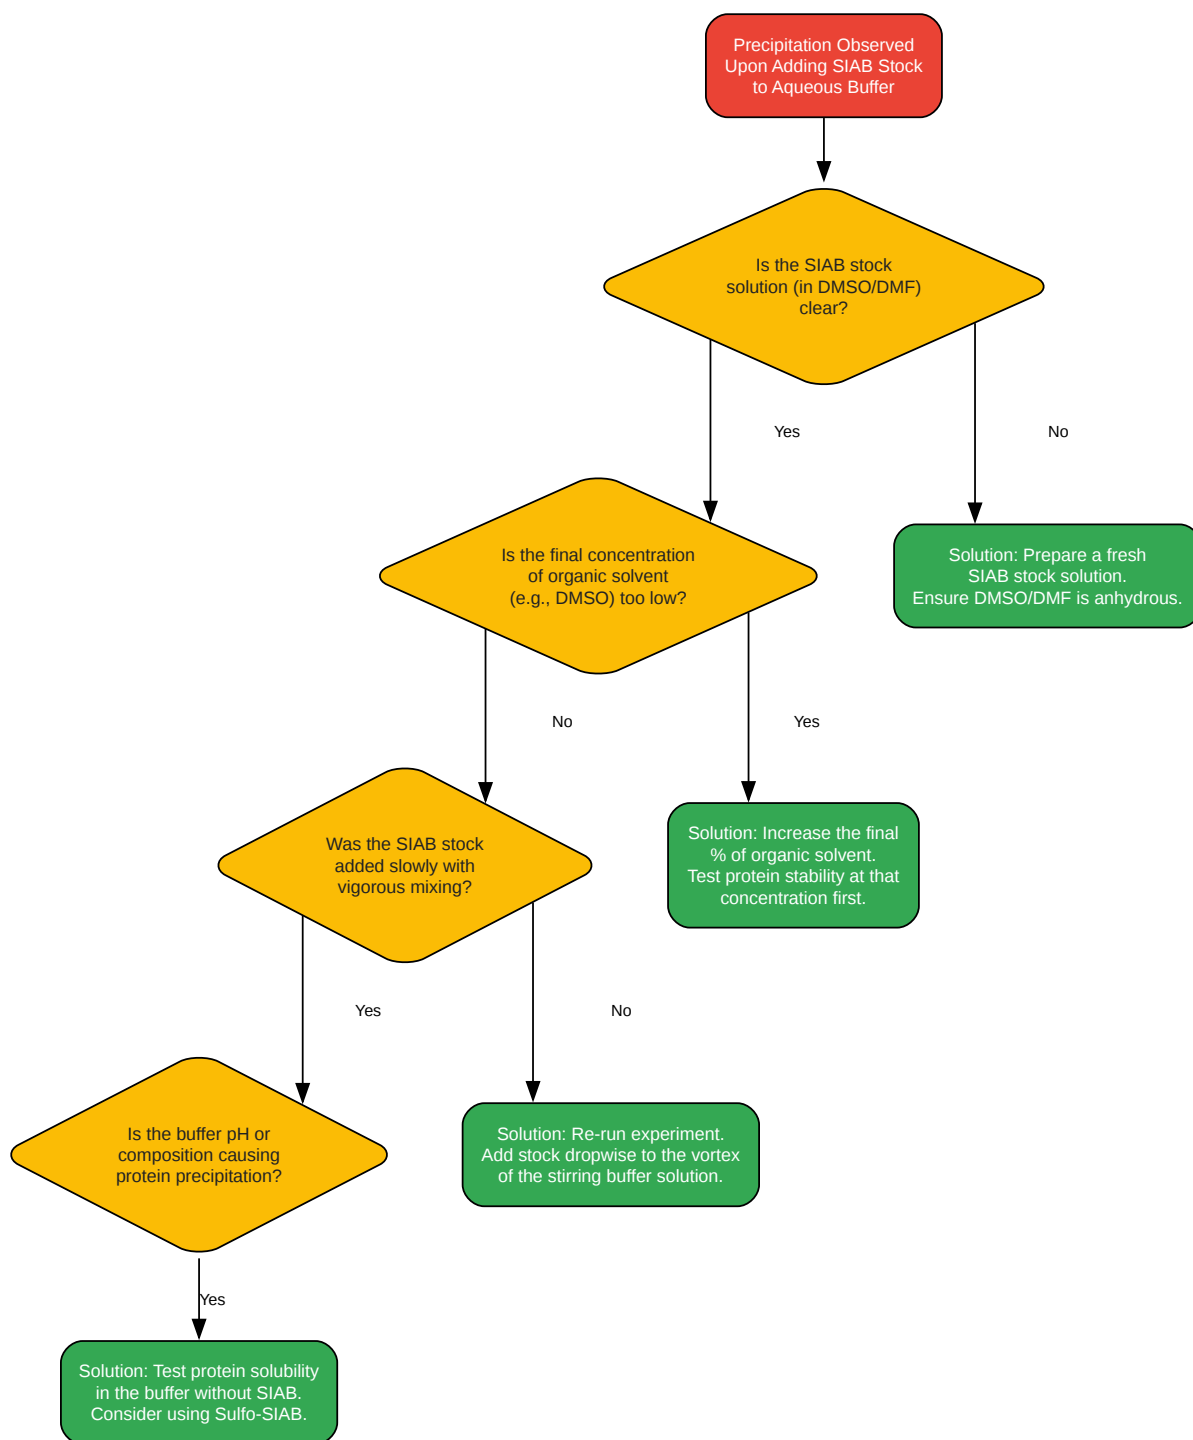 Precipitation Observed
Upon Adding SIAB Stock
to Aqueous Buffer
Is the SIAB stock
solution (in DMSO/DMF)
clear?
Yes
No
Is the final concentration
of organic solvent
(e.g., DMSO) too low?
Solution: Prepare a fresh
SIAB stock solution.
Ensure DMSO/DMF is anhydrous.
No
Yes
Was the SIAB stock
added slowly with
vigorous mixing?
Solution: Increase the final
% of organic solvent.
Test protein stability at that
concentration first.
Yes
No
Is the buffer pH or
composition causing
protein precipitation?
Solution: Re-run experiment.
Add stock dropwise to the vortex
of the stirring buffer solution.
Yes
Solution: Test protein solubility
in the buffer without SIAB.
Consider using Sulfo-SIAB.